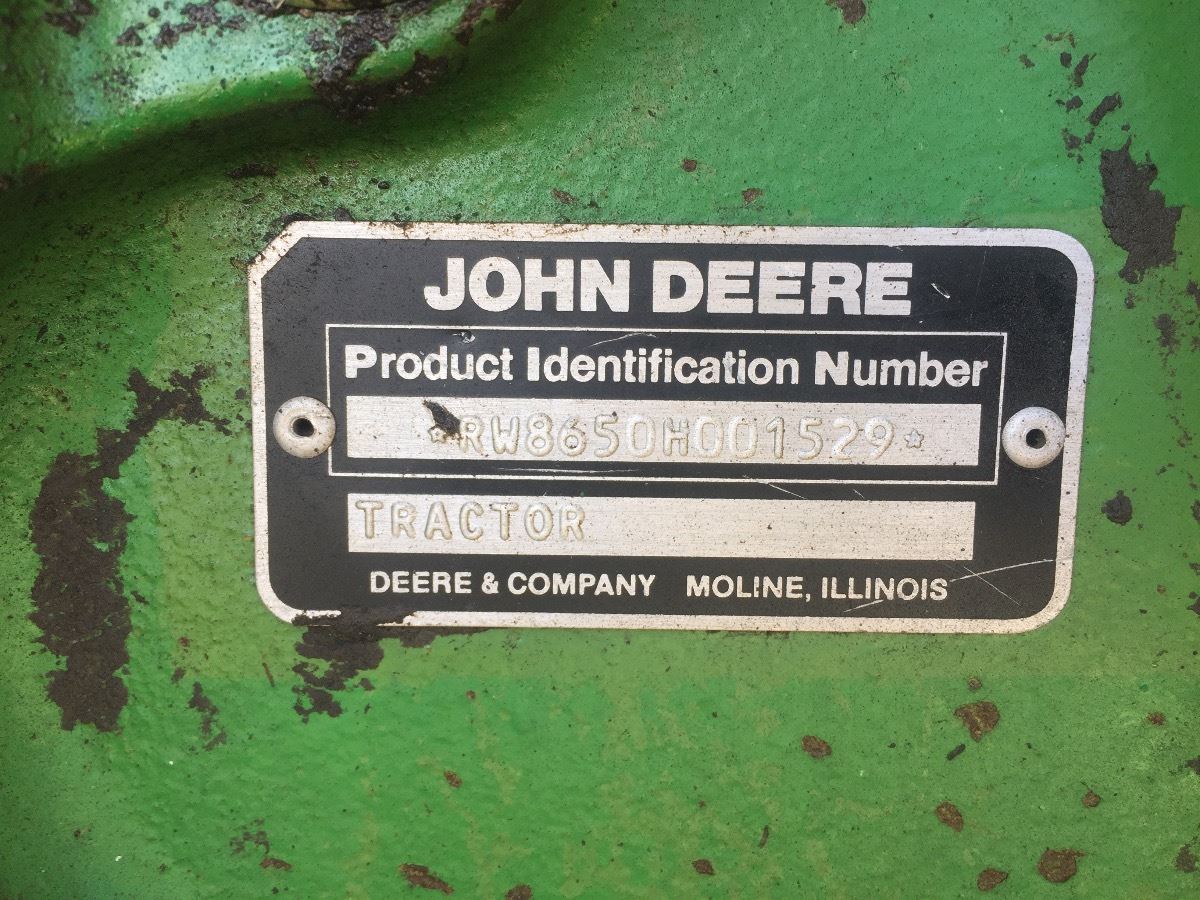 JOHN DEERE
Product Identification Number
*RW8650H001529*
TRACTOR
DEERE & COMPANY MOLINE, ILLINOIS